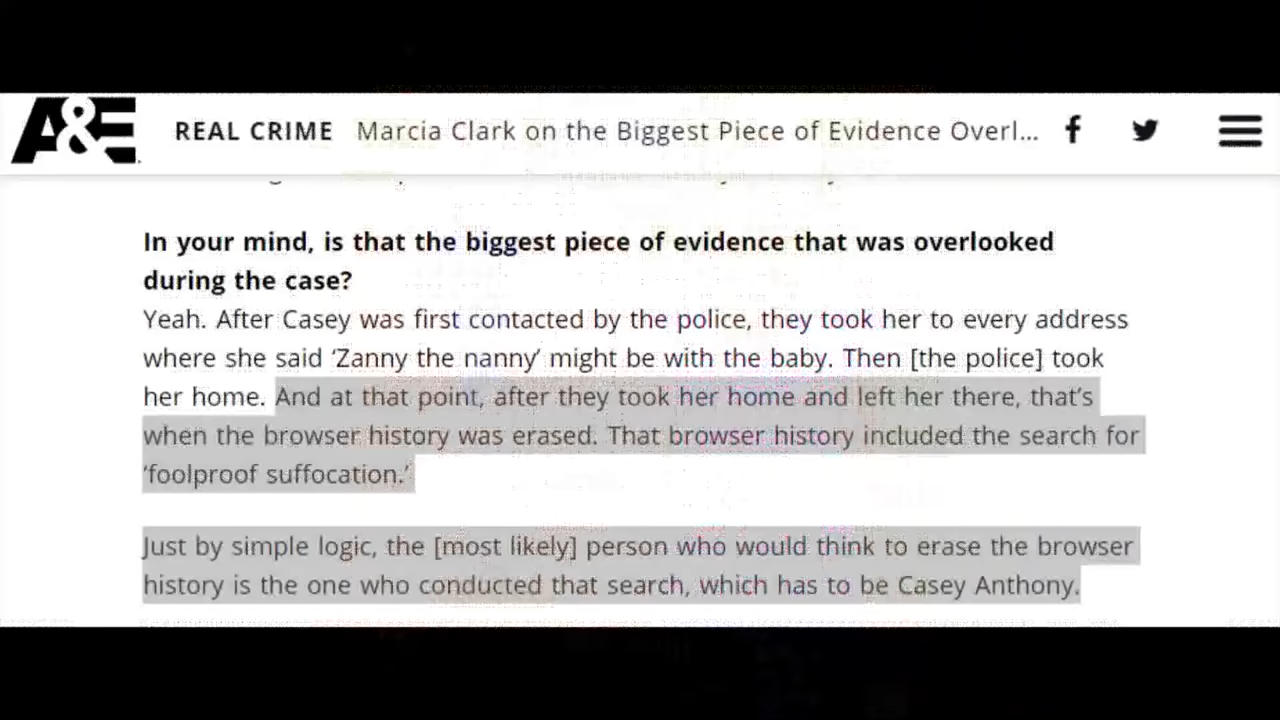 A&E
REAL CRIME Marcia Clark on the Biggest Piece of Evidence Overl...
In your mind, is that the biggest piece of evidence that was overlooked
during the case?
Yeah. After Casey was first contacted by the police, they took her to every address
where she said ‘Zanny the nanny’ might be with the baby. Then [the police] took
her home. And at that point, after they took her home and left her there, that’s
when the browser history was erased. That browser history included the search for
‘foolproof suffocation.’
Just by simple logic, the [most likely] person who would think to erase the browser
history is the one who conducted that search, which has to be Casey Anthony.